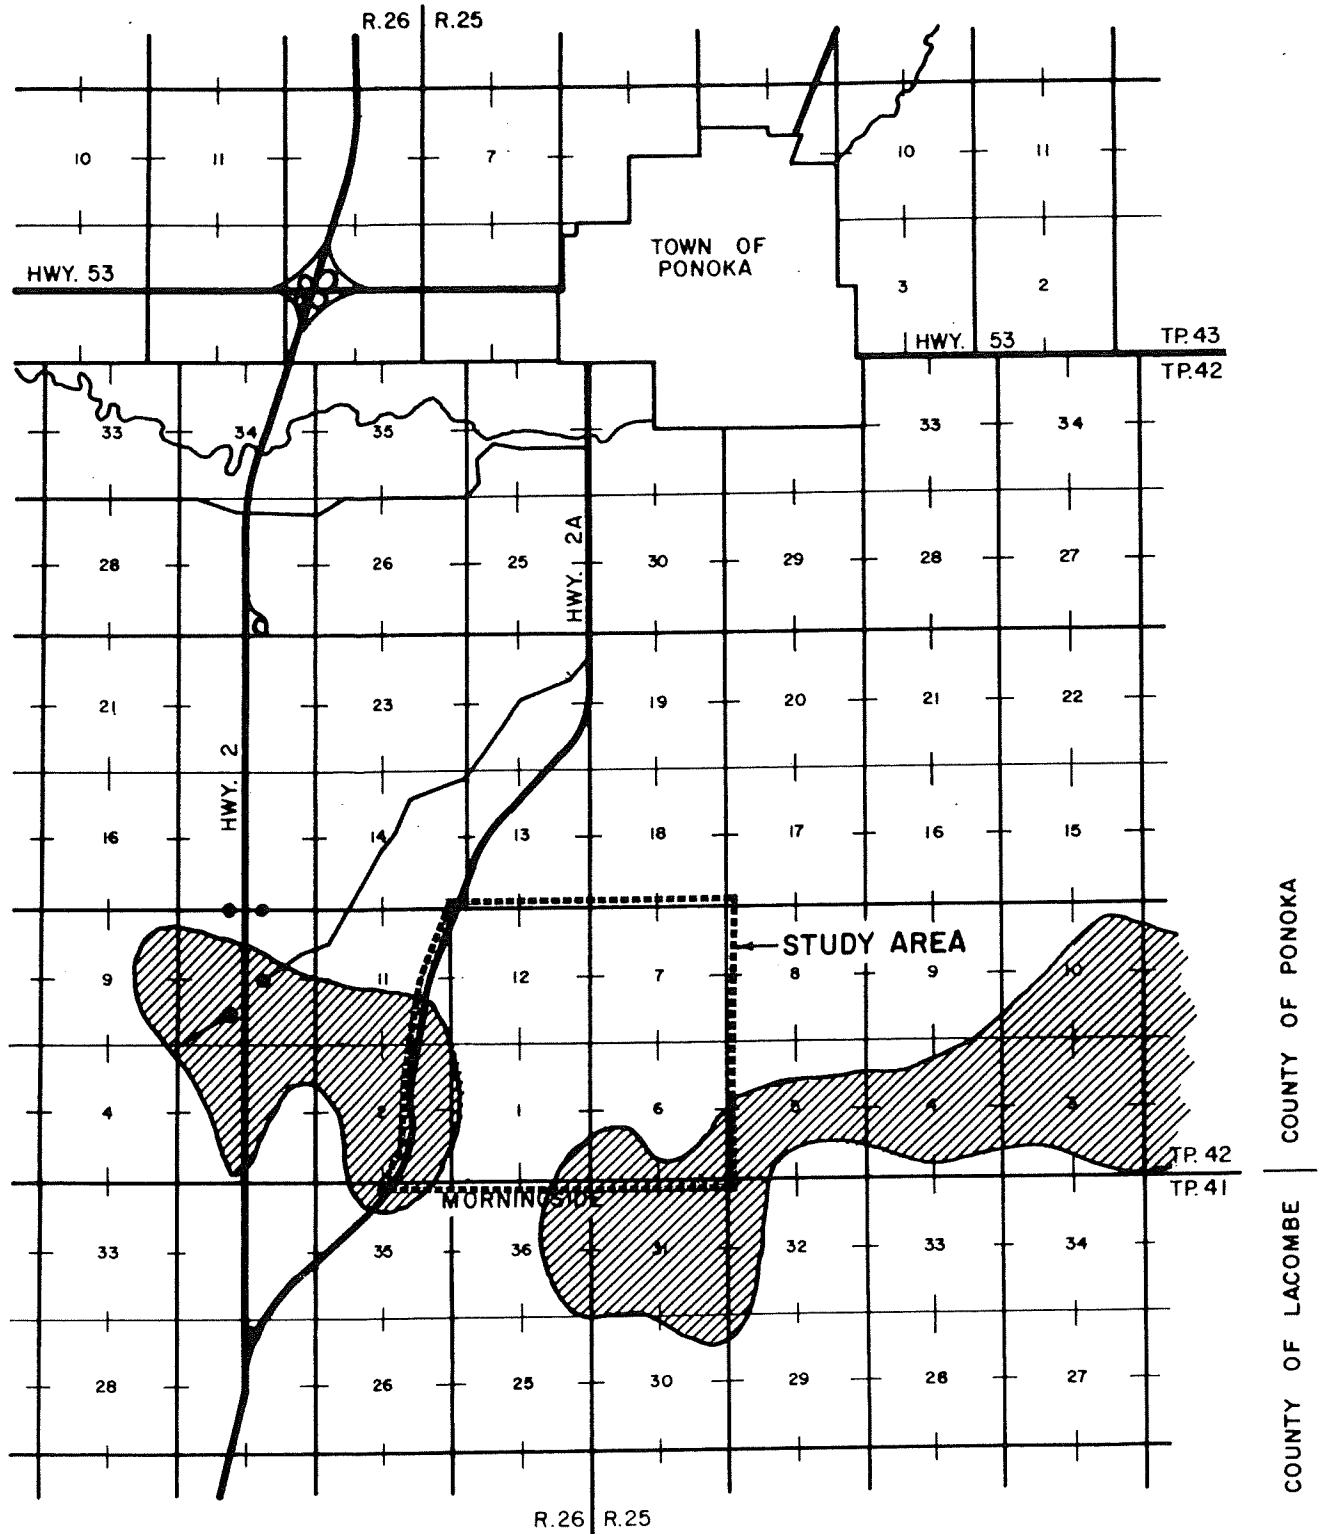 R.26 R.25
10 11 7 10 11
TOWN OF
PONOKA
HWY. 53
3 2
HWY. 53
TP. 43
TP. 42
33 34 35 33 34
HWY. 2A
28 26 25 30 29 28 27
21 23 19 20 21 22
HWY. 2
16 14 13 18 17 16 15
STUDY AREA
9 11 12 7 8 9 10
4 2 1 6 5 4 3
COUNTY OF PONOKA
TP. 42
TP. 41
MORNINGSIDE
33 35 36 31 32 33 34
COUNTY OF LACOMBE
28 26 25 30 29 28 27
R.26 R.25